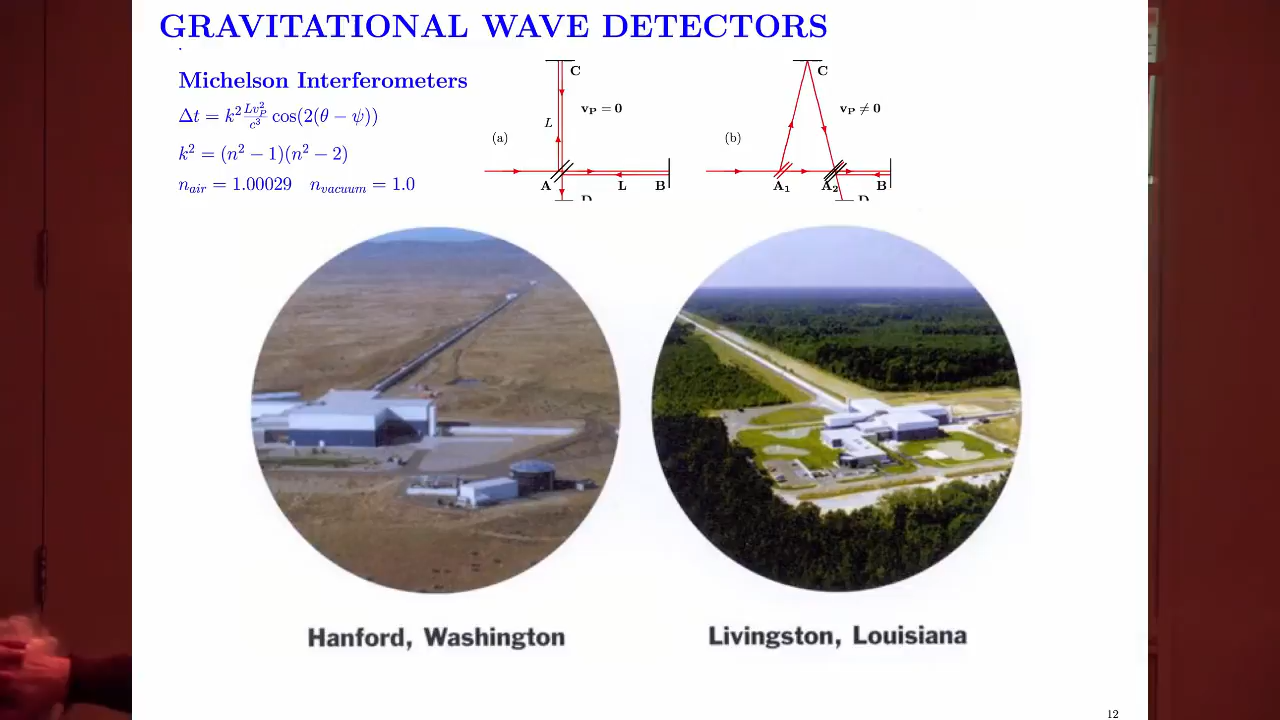 GRAVITATIONAL WAVE DETECTORS
Michelson Interferometers
Δt = k² Lv_P²/c³ cos(2(θ − ψ))
k² = (n² − 1)(n² − 2)
n_air = 1.00029 n_vacuum = 1.0
C
v_P = 0
L
(a)
A
L
B
D
C
v_P ≠ 0
(b)
A₁
A₂
B
D
Hanford, Washington
Livingston, Louisiana
12